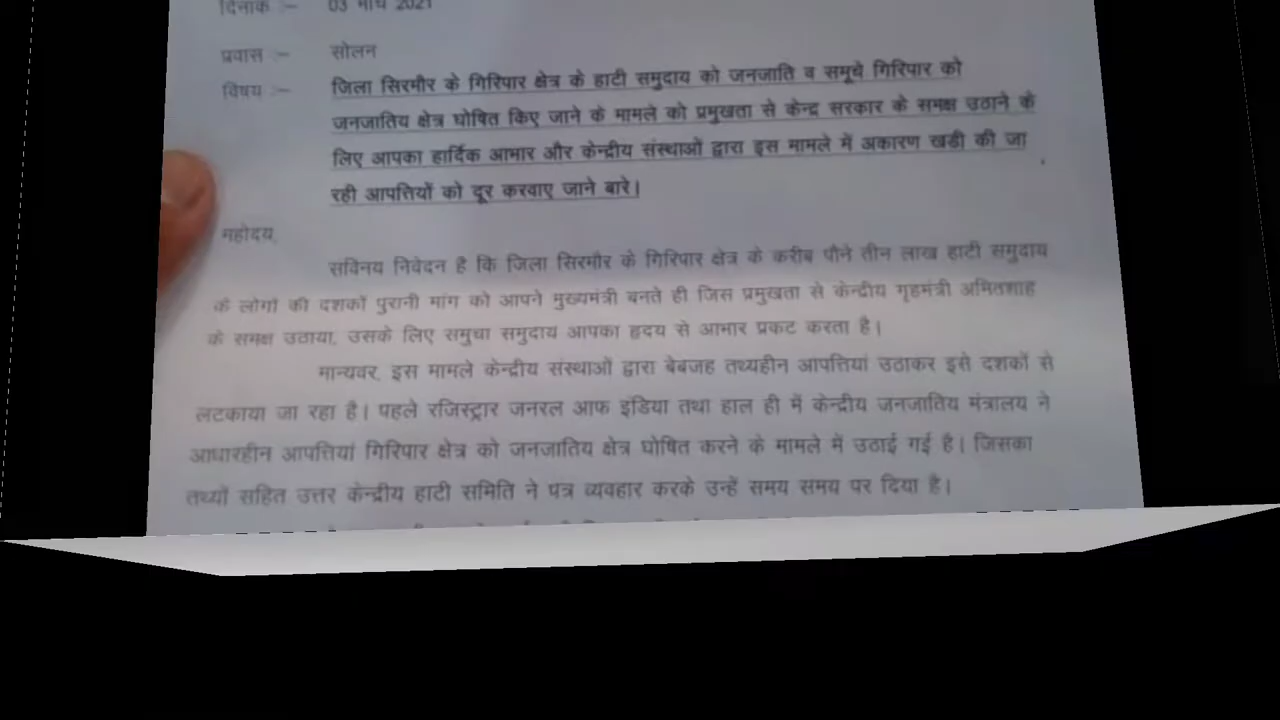 दिनांक :- 03 मार्च 2021
प्रवास :- सोलन
विषय :- जिला सिरमौर के गिरिपार क्षेत्र के हाटी समुदाय को जनजाति व समूचे गिरिपार को
जनजातिय क्षेत्र घोषित किए जाने के मामले को प्रमुखता से केन्द्र सरकार के समक्ष उठाने के
लिए आपका हार्दिक आभार और केन्द्रीय संस्थाओं द्वारा इस मामले में अकारण खडी की जा
रही आपत्तियों को दूर करवाए जाने बारे।
महोदय,
सविनय निवेदन है कि जिला सिरमौर के गिरिपार क्षेत्र के करीब पौने तीन लाख हाटी समुदाय
के लोगों की दशकों पुरानी मांग को आपने मुख्यमंत्री बनते ही जिस प्रमुखता से केन्द्रीय गृहमंत्री अमितशाह
के समक्ष उठाया, उसके लिए समुचा समुदाय आपका हृदय से आभार प्रकट करता है।
मान्यवर, इस मामले केन्द्रीय संस्थाओं द्वारा बेबजह तथ्यहीन आपत्तियां उठाकर इसे दशकों से
लटकाया जा रहा है। पहले रजिस्ट्रार जनरल आफ इंडिया तथा हाल ही में केन्द्रीय जनजातिय मंत्रालय ने
आधारहीन आपत्तियां गिरिपार क्षेत्र को जनजातिय क्षेत्र घोषित करने के मामले में उठाई गई है। जिसका
तथ्यों सहित उत्तर केन्द्रीय हाटी समिति ने पत्र व्यवहार करके उन्हें समय समय पर दिया है।